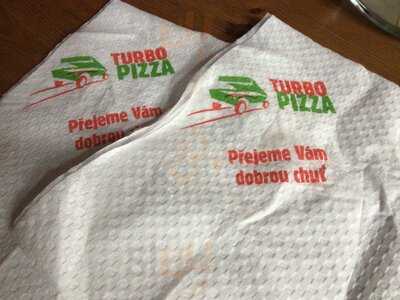 TURBO
PIZZA
Přejeme Vám
dobrou chuť
TURBO
PIZZA
Přejeme Vám
dobrou chuť